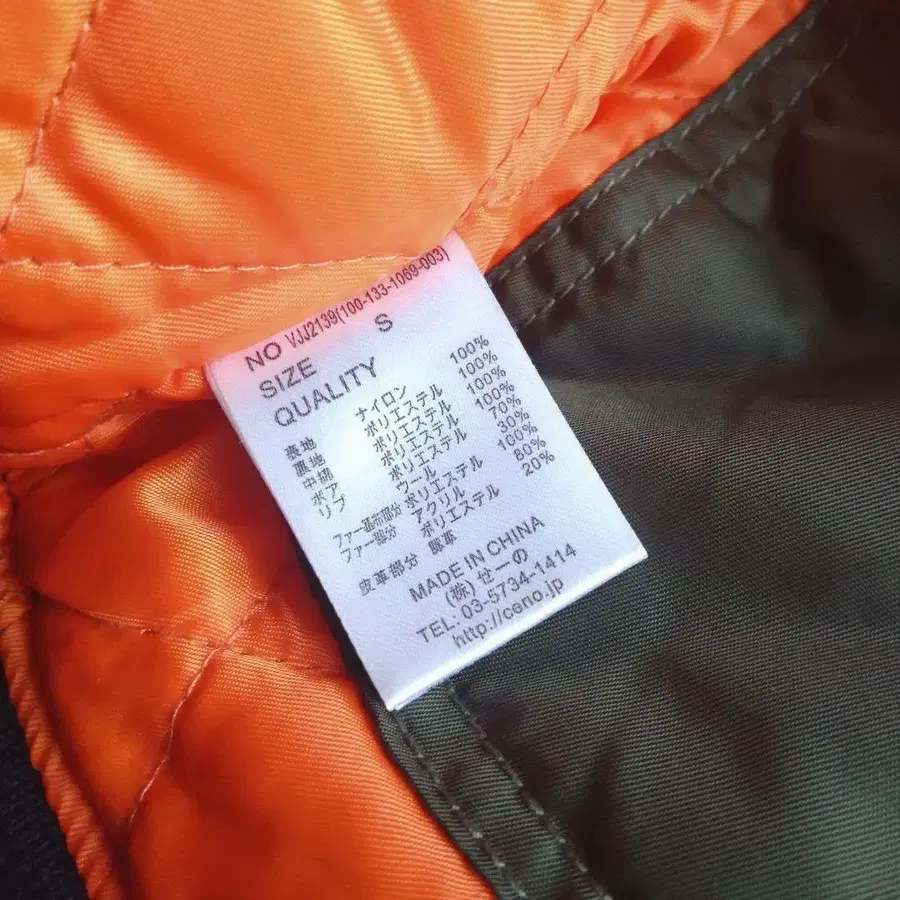 NO VJJ2139(100-133-1069-003)
SIZE S
QUALITY
表地 ナイロン 100%
裏地 ポリエステル 100%
中綿 ポリエステル 100%
ボア ポリエステル 100%
リブ ウール 70%
ポリエステル 30%
ファー基布部分 ポリエステル 100%
ファー部分 アクリル 80%
ポリエステル 20%
皮革部分 豚革
MADE IN CHINA
(株)せーの
TEL: 03-5734-1414
http://ceno.jp